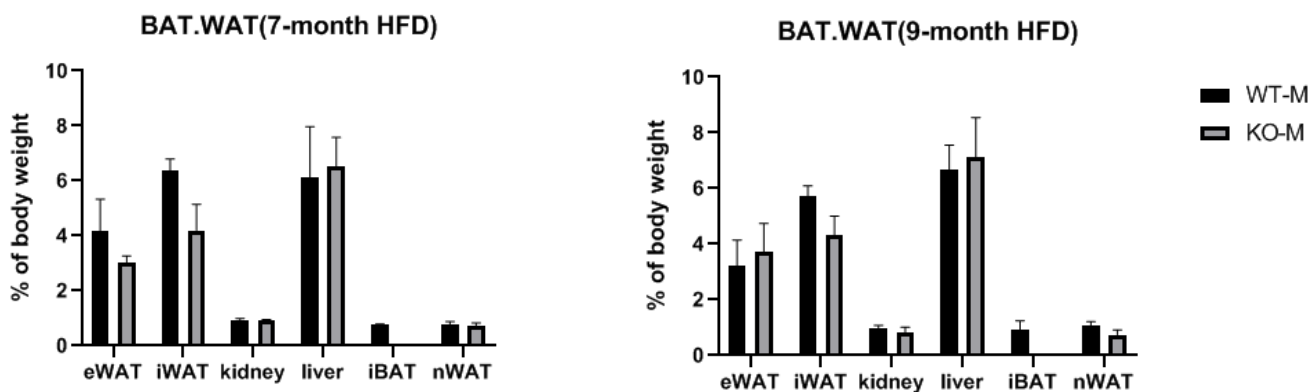 BAT.WAT(7-month HFD)
% of body weight
10
8
6
4
2
0
eWAT iWAT kidney liver iBAT nWAT
BAT.WAT(9-month HFD)
% of body weight
10
8
6
4
2
0
eWAT iWAT kidney liver iBAT nWAT
WT-M
KO-M